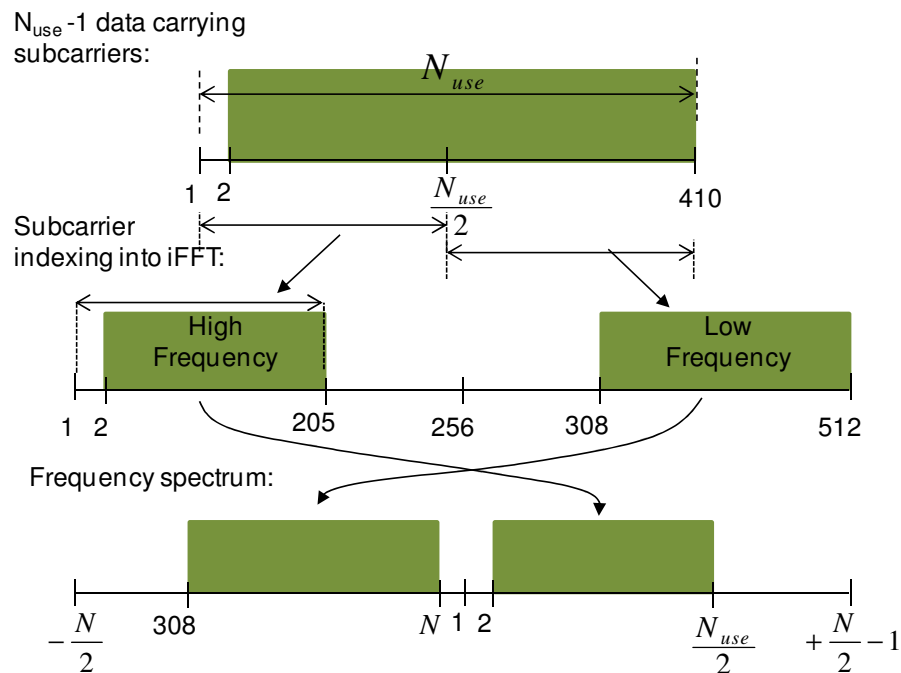 N_use -1 data carrying
subcarriers:
N_use
1 2 N_use/2 410
Subcarrier
indexing into iFFT:
High
Frequency
Low
Frequency
1 2 205 256 308 512
Frequency spectrum:
-N/2 308 N 1 2 N_use/2 +N/2-1